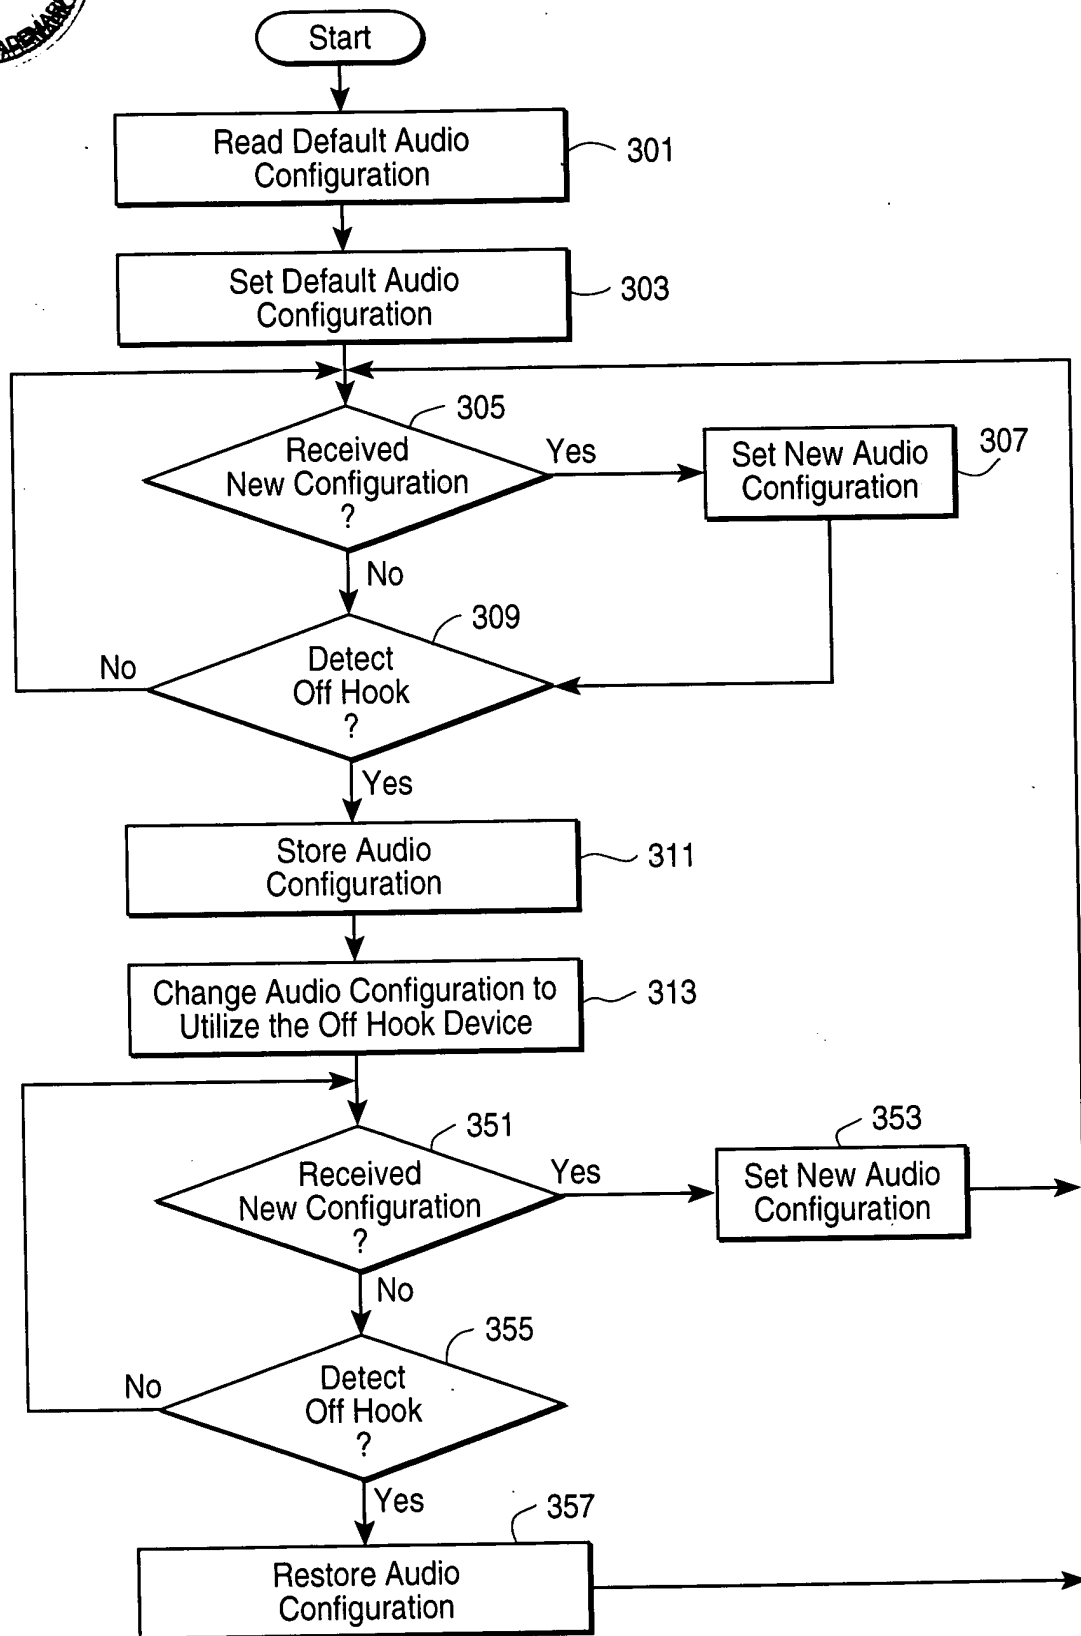 Start
Read Default Audio
Configuration
301
Set Default Audio
Configuration
303
305
Received
New Configuration
?
Yes
Set New Audio
Configuration
307
No
309
Detect
Off Hook
?
No
Yes
Store Audio
Configuration
311
Change Audio Configuration to
Utilize the Off Hook Device
313
351
Received
New Configuration
?
Yes
353
Set New Audio
Configuration
No
355
Detect
Off Hook
?
No
Yes
357
Restore Audio
Configuration